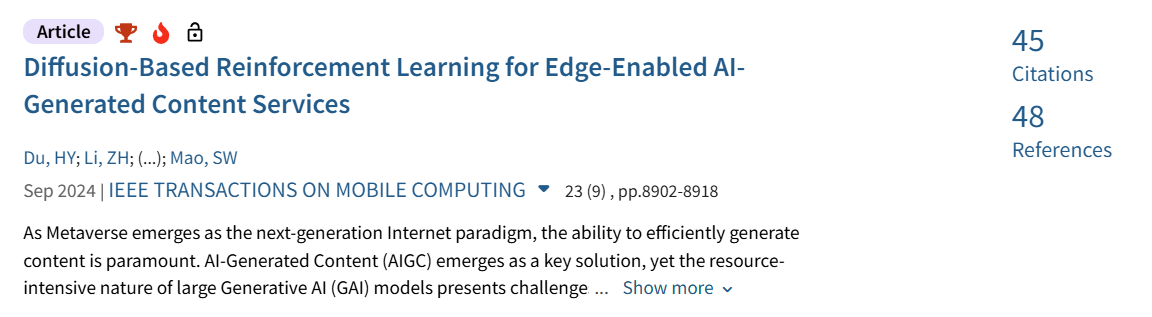 Article
Diffusion-Based Reinforcement Learning for Edge-Enabled AI-
Generated Content Services
Du, HY; Li, ZH; (...); Mao, SW
Sep 2024 | IEEE TRANSACTIONS ON MOBILE COMPUTING 23 (9) , pp.8902-8918
As Metaverse emerges as the next-generation Internet paradigm, the ability to efficiently generate
content is paramount. AI-Generated Content (AIGC) emerges as a key solution, yet the resource-
intensive nature of large Generative AI (GAI) models presents challenge ... Show more
45
Citations
48
References